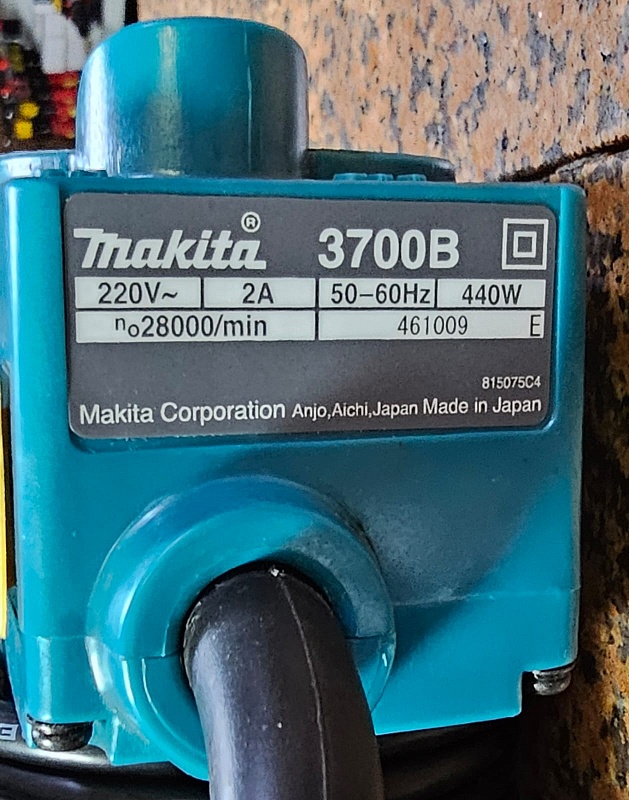 makita® 3700B
220V~ 2A 50-60Hz 440W
no28000/min 461009 E
815075C4
Makita Corporation Anjo,Aichi,Japan Made in Japan